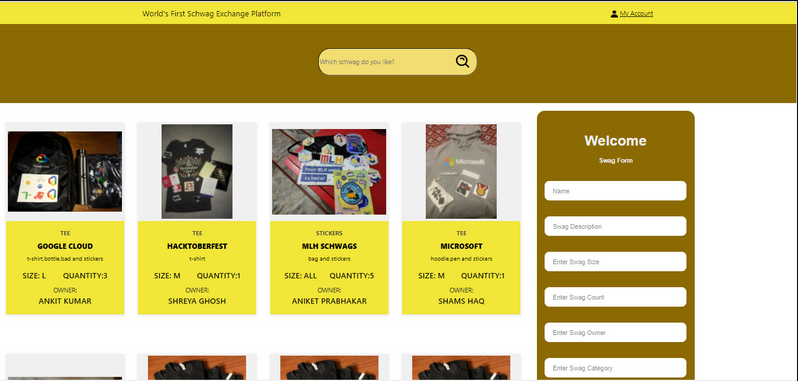 World's First Schwag Exchange Platform
My Account
Which schwag do you like?
TEE
GOOGLE CLOUD
t-shirt,bottle,bad and stickers
SIZE: L QUANTITY:3
OWNER:
ANKIT KUMAR
TEE
HACKTOBERFEST
t-shirt
SIZE: M QUANTITY:1
OWNER:
SHREYA GHOSH
MLH
STICKERS
MLH SCHWAGS
bag and stickers
SIZE: ALL QUANTITY:5
OWNER:
ANIKET PRABHAKAR
Microsoft
TEE
MICROSOFT
hoodie,pen and stickers
SIZE: M QUANTITY:1
OWNER:
SHAMS HAQ
Welcome
Swag Form
Name
Swag Description
Enter Swag Size
Enter Swag Count
Enter Swag Owner
Enter Swag Category